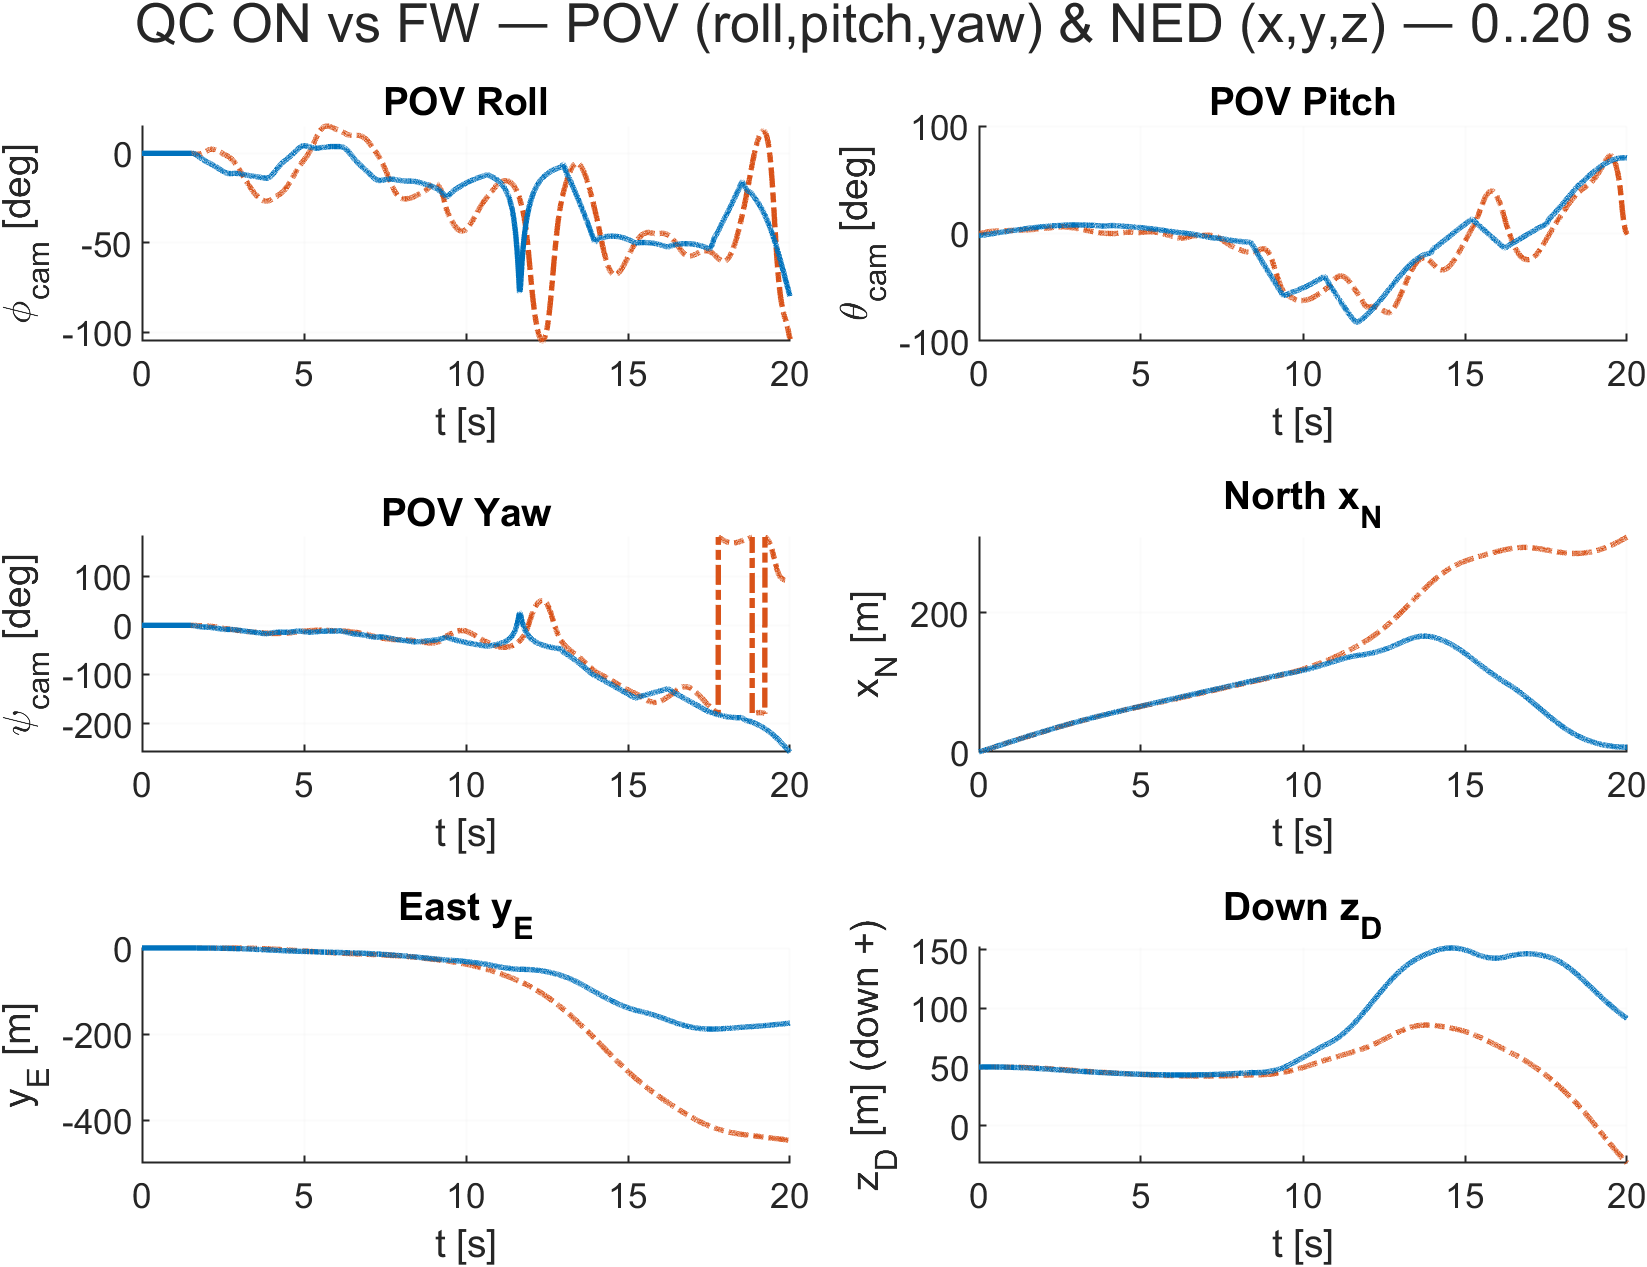 QC ON vs FW — POV (roll,pitch,yaw) & NED (x,y,z) — 0..20 s
POV Roll
ϕcam [deg]
0
-50
-100
0 5 10 15 20
t [s]
POV Pitch
θcam [deg]
100
0
-100
0 5 10 15 20
t [s]
POV Yaw
ψcam [deg]
100
0
-100
-200
0 5 10 15 20
t [s]
North xN
xN [m]
200
0
0 5 10 15 20
t [s]
East yE
yE [m]
0
-200
-400
0 5 10 15 20
t [s]
Down zD
zD [m] (down +)
150
100
50
0
0 5 10 15 20
t [s]